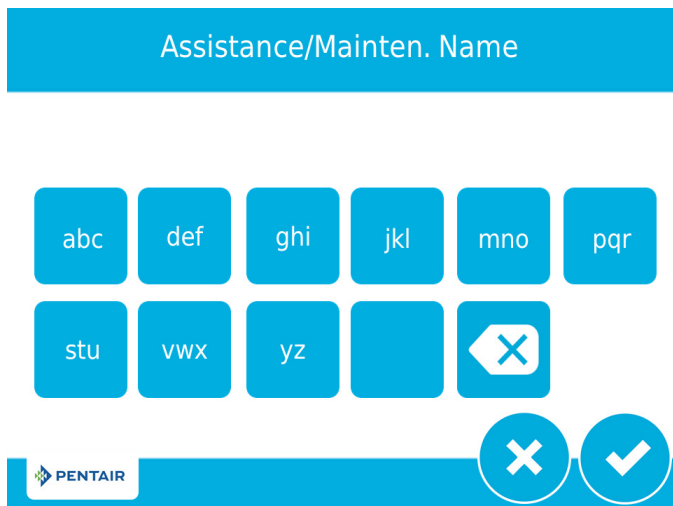 Assistance/Mainten. Name
abc def ghi jkl mno pqr
stu vwx yz
PENTAIR